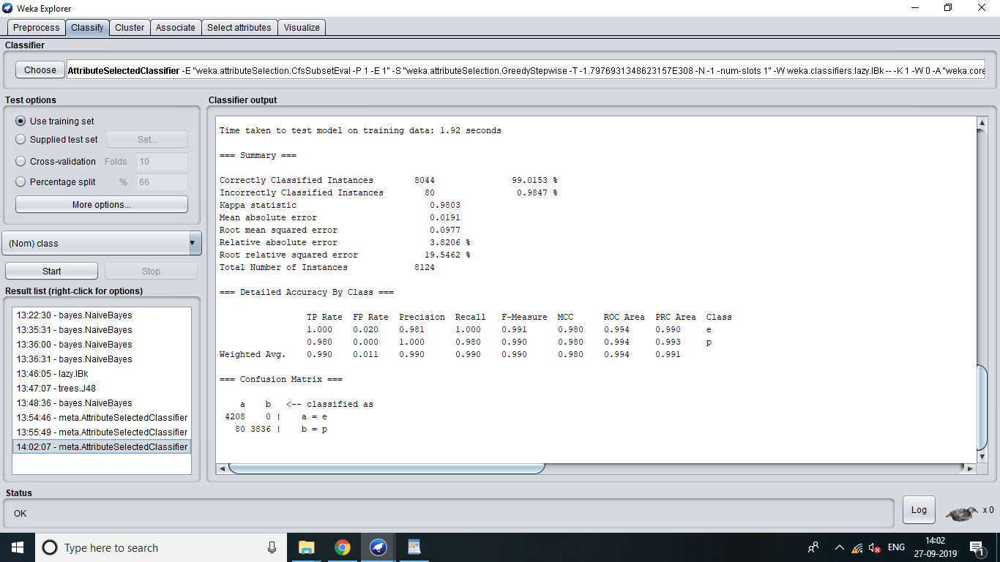 Weka Explorer
Preprocess Classify Cluster Associate Select attributes Visualize
Classifier
Choose AttributeSelectedClassifier -E "weka.attributeSelection.CfsSubsetEval -P 1 -E 1" -S "weka.attributeSelection.GreedyStepwise -T -1.7976931348623157E308 -N -1 -num-slots 1" -W weka.classifiers.lazy.IBk -- -K 1 -W 0 -A "weka.core
Test options
Use training set
Supplied test set Set...
Cross-validation Folds 10
Percentage split % 66
More options...
(Nom) class
Start Stop
Result list (right-click for options)
13:22:30 - bayes.NaiveBayes
13:35:31 - bayes.NaiveBayes
13:36:00 - bayes.NaiveBayes
13:36:31 - bayes.NaiveBayes
13:46:05 - lazy.IBk
13:47:07 - trees.J48
13:48:36 - bayes.NaiveBayes
13:54:46 - meta.AttributeSelectedClassifier
13:55:49 - meta.AttributeSelectedClassifier
14:02:07 - meta.AttributeSelectedClassifier
Classifier output
Time taken to test model on training data: 1.92 seconds
=== Summary ===
Correctly Classified Instances 8044 99.0153 %
Incorrectly Classified Instances 80 0.9847 %
Kappa statistic 0.9803
Mean absolute error 0.0191
Root mean squared error 0.0977
Relative absolute error 3.8206 %
Root relative squared error 19.5462 %
Total Number of Instances 8124
=== Detailed Accuracy By Class ===
TP Rate FP Rate Precision Recall F-Measure MCC ROC Area PRC Area Class
1.000 0.020 0.981 1.000 0.991 0.980 0.994 0.990 e
0.980 0.000 1.000 0.980 0.990 0.980 0.994 0.993 p
Weighted Avg. 0.990 0.011 0.990 0.990 0.990 0.980 0.994 0.991
=== Confusion Matrix ===
a b <-- classified as
4208 0 | a = e
80 3836 | b = p
Status
OK
Log
x 0
Type here to search
ENG
14:02
27-09-2019
1